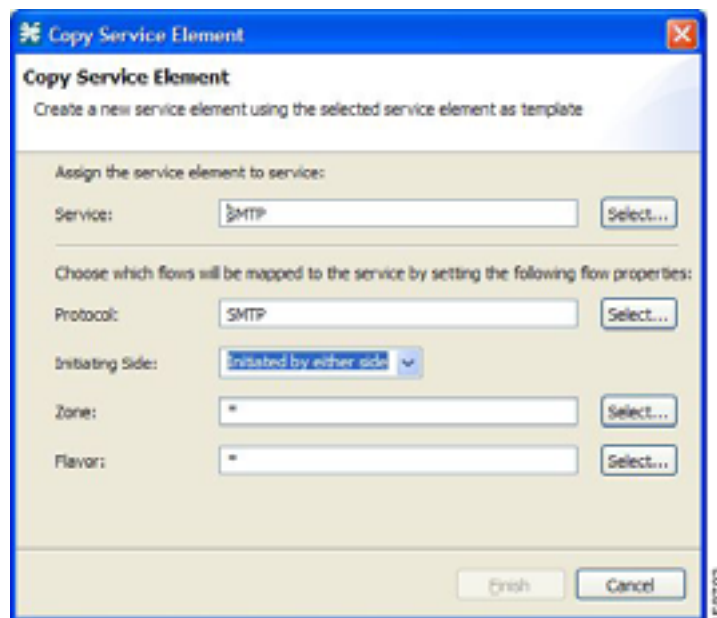 Copy Service Element
Copy Service Element
Create a new service element using the selected service element as template
Assign the service element to service:
Service: SMTP Select...
Choose which flows will be mapped to the service by setting the following flow properties:
Protocol: SMTP Select...
Initiating Side: Initiated by either side
Zone: * Select...
Flavor: * Select...
Finish Cancel